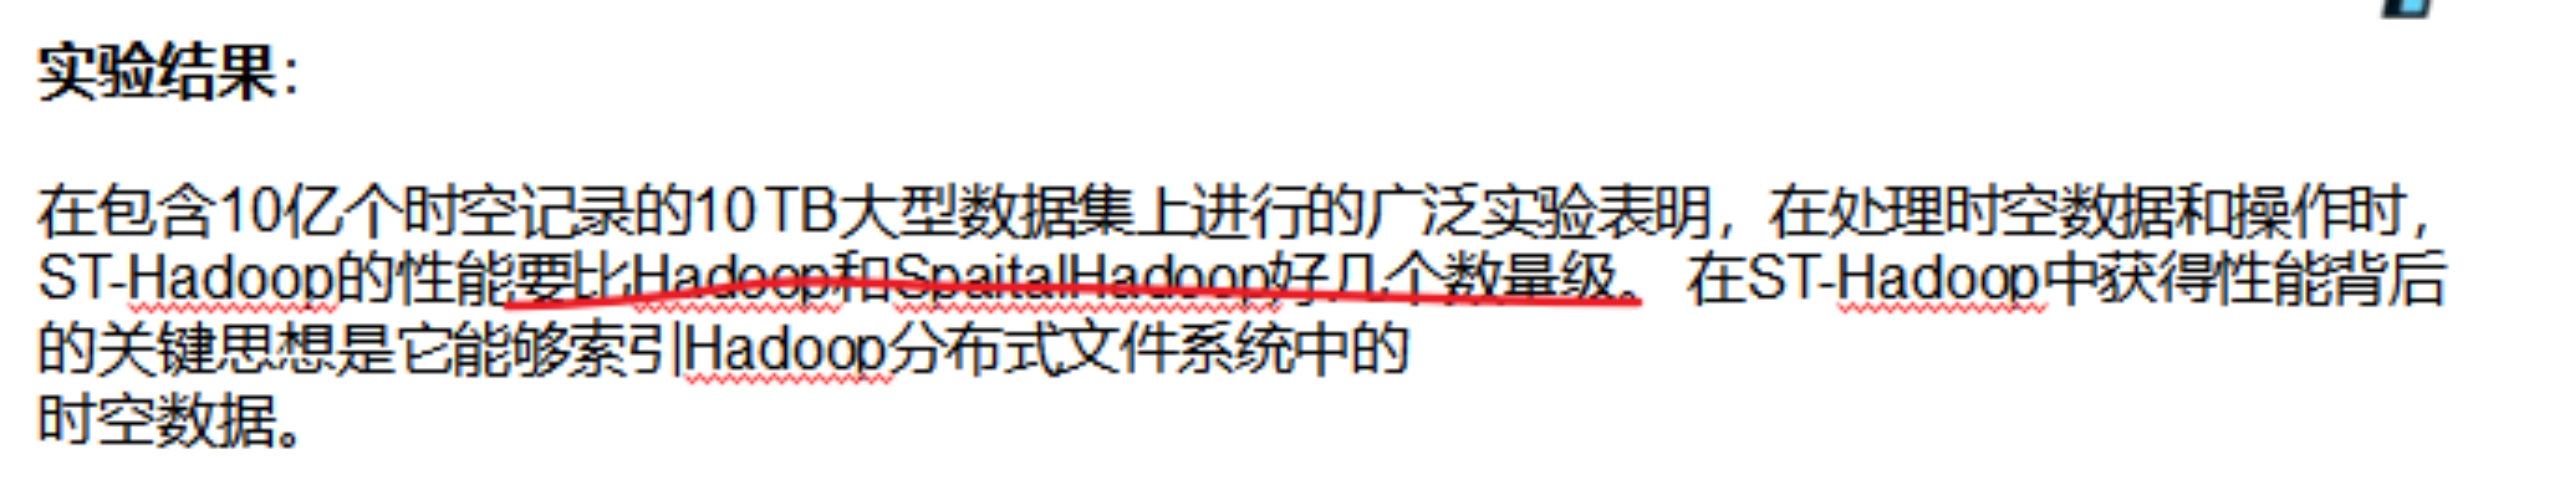 实验结果：
在包含10亿个时空记录的10TB大型数据集上进行的广泛实验表明，在处理时空数据和操作时，
ST-Hadoop的性能要比Hadoop和SpaitalHadoop好几个数量级。 在ST-Hadoop中获得性能背后
的关键思想是它能够索引Hadoop分布式文件系统中的
时空数据。